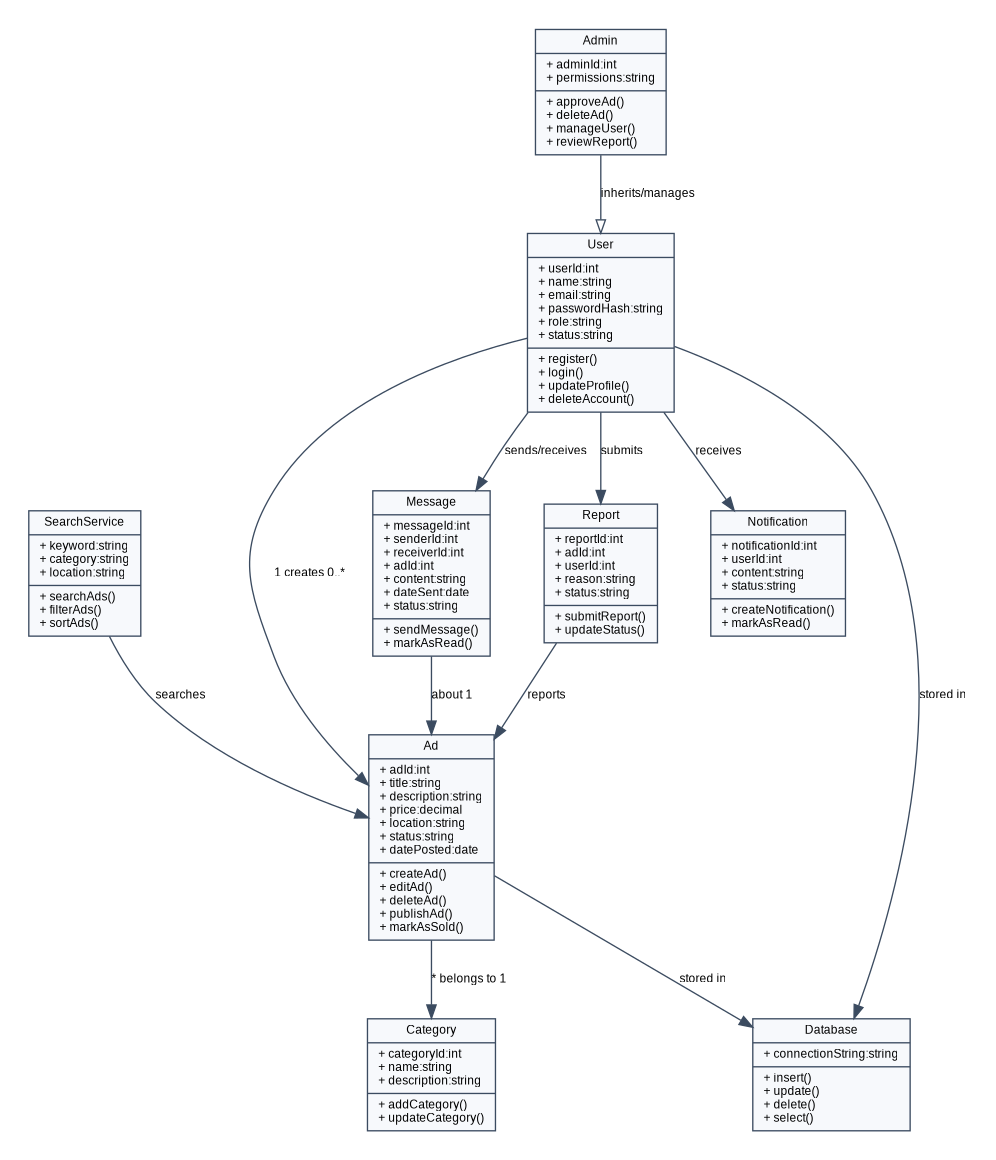 Admin
+ adminId:int
+ permissions:string
+ approveAd()
+ deleteAd()
+ manageUser()
+ reviewReport()
inherits/manages
User
+ userId:int
+ name:string
+ email:string
+ passwordHash:string
+ role:string
+ status:string
+ register()
+ login()
+ updateProfile()
+ deleteAccount()
sends/receives
submits
receives
Message
+ messageId:int
+ senderId:int
+ receiverId:int
+ adId:int
+ content:string
+ dateSent:date
+ status:string
+ sendMessage()
+ markAsRead()
Report
+ reportId:int
+ adId:int
+ userId:int
+ reason:string
+ status:string
+ submitReport()
+ updateStatus()
SearchService
+ keyword:string
+ category:string
+ location:string
+ searchAds()
+ filterAds()
+ sortAds()
Notification
+ notificationId:int
+ userId:int
+ content:string
+ status:string
+ createNotification()
+ markAsRead()
1 creates 0..*
searches
about 1
reports
stored in
Ad
+ adId:int
+ title:string
+ description:string
+ price:decimal
+ location:string
+ status:string
+ datePosted:date
+ createAd()
+ editAd()
+ deleteAd()
+ publishAd()
+ markAsSold()
* belongs to 1
stored in
Category
+ categoryId:int
+ name:string
+ description:string
+ addCategory()
+ updateCategory()
Database
+ connectionString:string
+ insert()
+ update()
+ delete()
+ select()